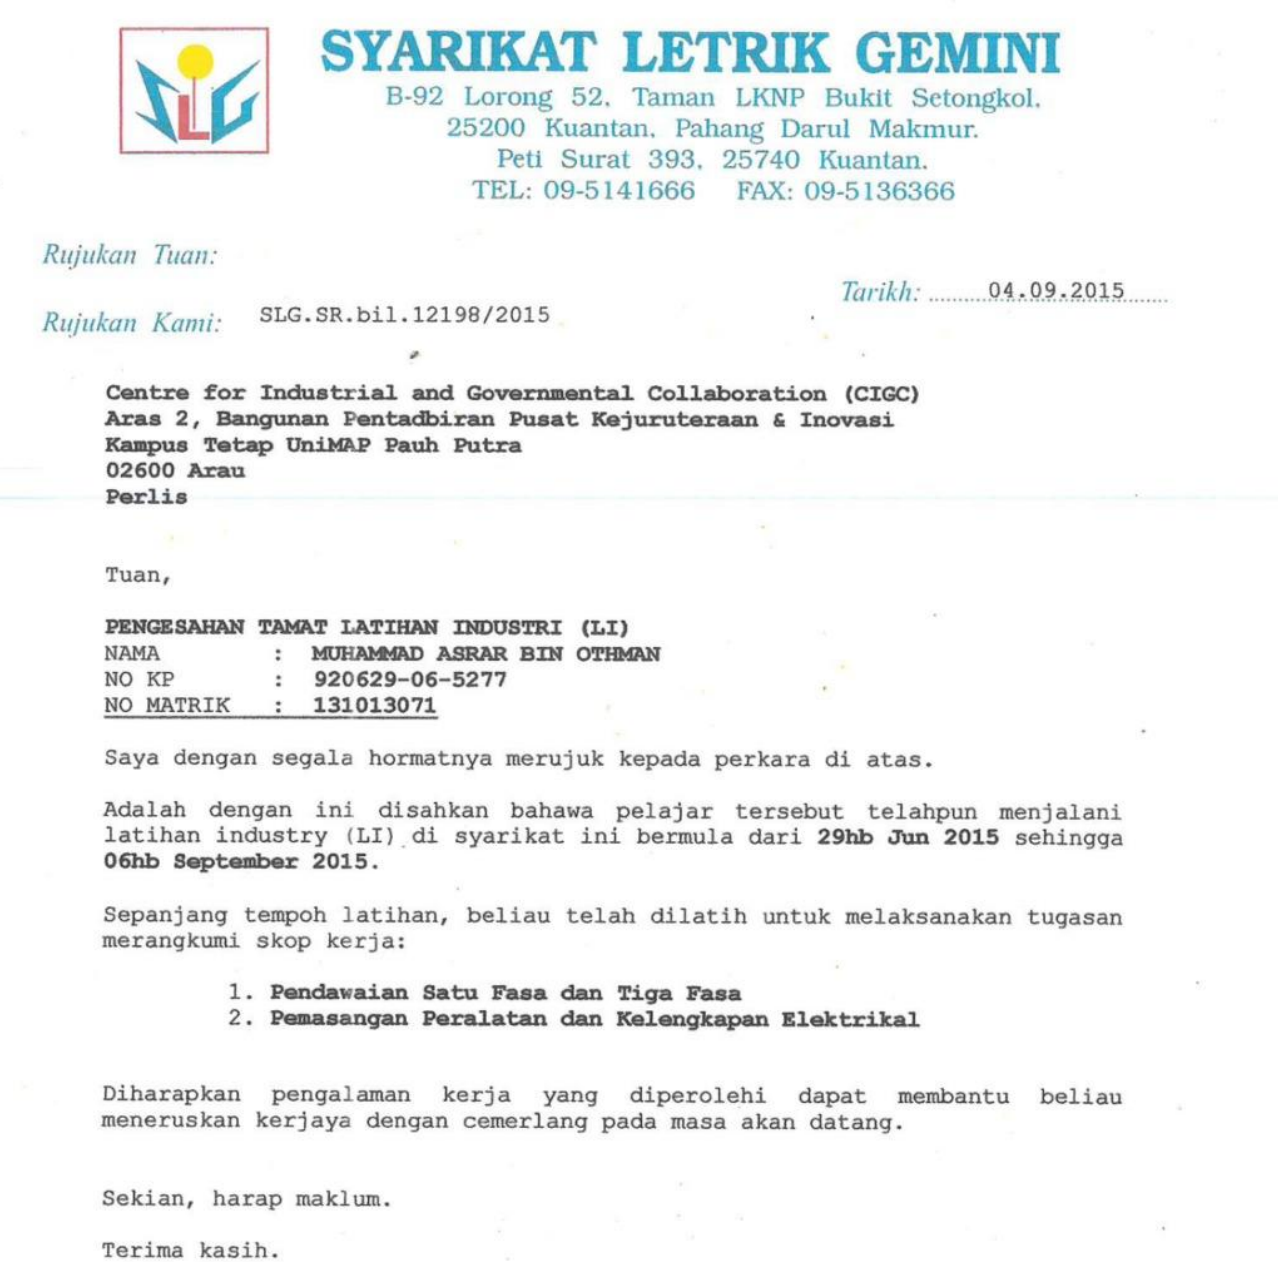 SLG
SYARIKAT LETRIK GEMINI
B-92 Lorong 52, Taman LKNP Bukit Setongkol,
25200 Kuantan, Pahang Darul Makmur.
Peti Surat 393, 25740 Kuantan.
TEL: 09-5141666 FAX: 09-5136366
Rujukan Tuan:
Tarikh: ..........04.09.2015......
Rujukan Kami: SLG.SR.bil.12198/2015
Centre for Industrial and Governmental Collaboration (CIGC)
Aras 2, Bangunan Pentadbiran Pusat Kejuruteraan & Inovasi
Kampus Tetap UniMAP Pauh Putra
02600 Arau
Perlis
Tuan,
PENGESAHAN TAMAT LATIHAN INDUSTRI (LI)
NAMA : MUHAMMAD ASRAR BIN OTHMAN
NO KP : 920629-06-5277
NO MATRIK : 131013071
Saya dengan segala hormatnya merujuk kepada perkara di atas.
Adalah dengan ini disahkan bahawa pelajar tersebut telahpun menjalani
latihan industry (LI) di syarikat ini bermula dari 29hb Jun 2015 sehingga
06hb September 2015.
Sepanjang tempoh latihan, beliau telah dilatih untuk melaksanakan tugasan
merangkumi skop kerja:
1. Pendawaian Satu Fasa dan Tiga Fasa
2. Pemasangan Peralatan dan Kelengkapan Elektrikal
Diharapkan pengalaman kerja yang diperolehi dapat membantu beliau
meneruskan kerjaya dengan cemerlang pada masa akan datang.
Sekian, harap maklum.
Terima kasih.